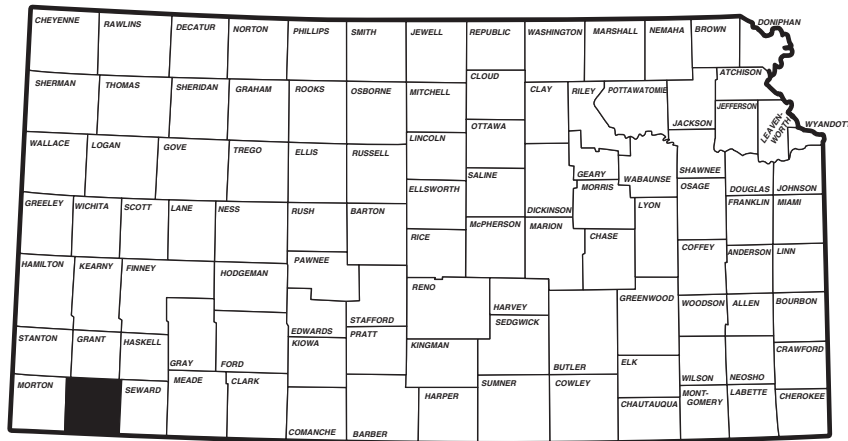 CHEYENNE
RAWLINS
DECATUR
NORTON
PHILLIPS
SMITH
JEWELL
REPUBLIC
WASHINGTON
MARSHALL
NEMAHA
BROWN
DONIPHAN
SHERMAN
THOMAS
SHERIDAN
GRAHAM
ROOKS
OSBORNE
MITCHELL
CLOUD
CLAY
RILEY
POTTAWATOMIE
JACKSON
ATCHISON
JEFFERSON
LEAVEN-
WORTH
WYANDOTT
WALLACE
LOGAN
GOVE
TREGO
ELLIS
RUSSELL
LINCOLN
OTTAWA
SALINE
ELLSWORTH
DICKINSON
GEARY
MORRIS
WABAUNSE
SHAWNEE
OSAGE
DOUGLAS
JOHNSON
GREELEY
WICHITA
SCOTT
LANE
NESS
RUSH
BARTON
RICE
McPHERSON
MARION
CHASE
LYON
COFFEY
FRANKLIN
MIAMI
ANDERSON
LINN
HAMILTON
KEARNY
FINNEY
HODGEMAN
PAWNEE
STAFFORD
RENO
HARVEY
SEDGWICK
BUTLER
GREENWOOD
WOODSON
ALLEN
BOURBON
STANTON
GRANT
HASKELL
GRAY
FORD
EDWARDS
KIOWA
PRATT
KINGMAN
ELK
WILSON
NEOSHO
CRAWFORD
MORTON
SEWARD
MEADE
CLARK
COMANCHE
BARBER
HARPER
SUMNER
COWLEY
CHAUTAUQUA
MONT-
GOMERY
LABETTE
CHEROKEE